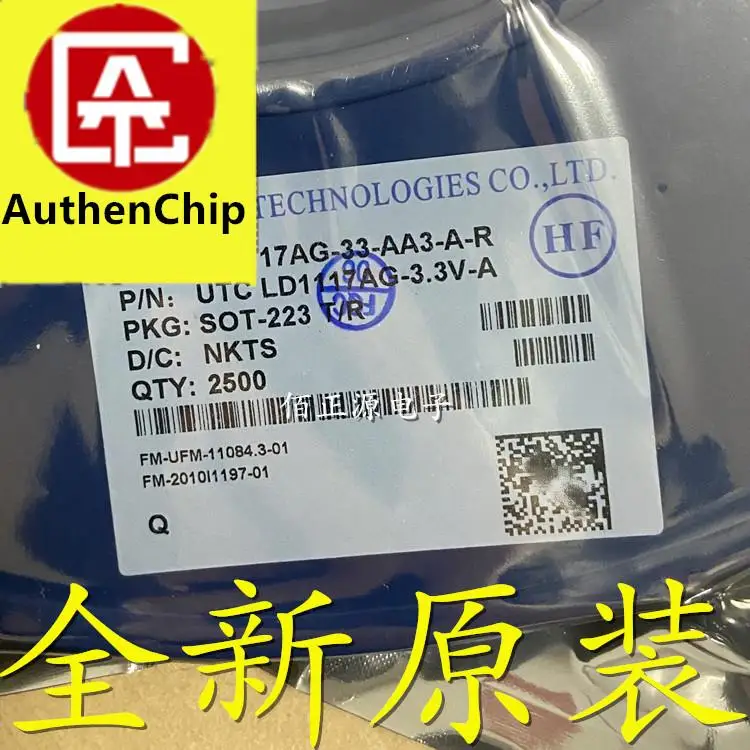 AuthenChip
TECHNOLOGIES CO.,LTD.
17AG-33-AA3-A-R
HF
P/N: UTC LD1117AG-3.3V-A
PKG: SOT-223 T/R
D/C: NKTS
QTY: 2500
佰正源电子
FM-UFM-11084.3-01
FM-2010I1197-01
Q
全新原装